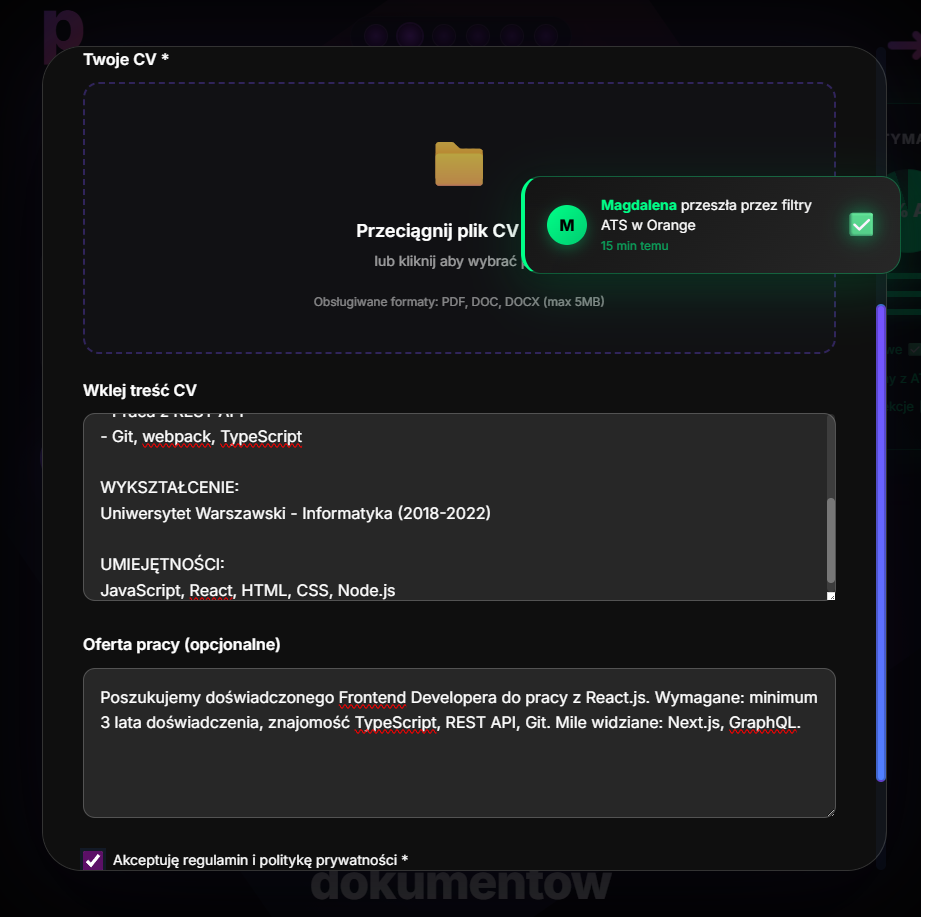 p
Twoje CV *
Przeciągnij plik CV
lub kliknij aby wybrać
Obsługiwane formaty: PDF, DOC, DOCX (max 5MB)
M
Magdalena przeszła przez filtry
ATS w Orange
15 min temu
Wklej treść CV
- Praca z REST API
- Git, webpack, TypeScript
WYKSZTAŁCENIE:
Uniwersytet Warszawski - Informatyka (2018-2022)
UMIEJĘTNOŚCI:
JavaScript, React, HTML, CSS, Node.js
Oferta pracy (opcjonalne)
Poszukujemy doświadczonego Frontend Developera do pracy z React.js. Wymagane: minimum
3 lata doświadczenia, znajomość TypeScript, REST API, Git. Mile widziane: Next.js, GraphQL.
Akceptuję regulamin i politykę prywatności *
dokumentów